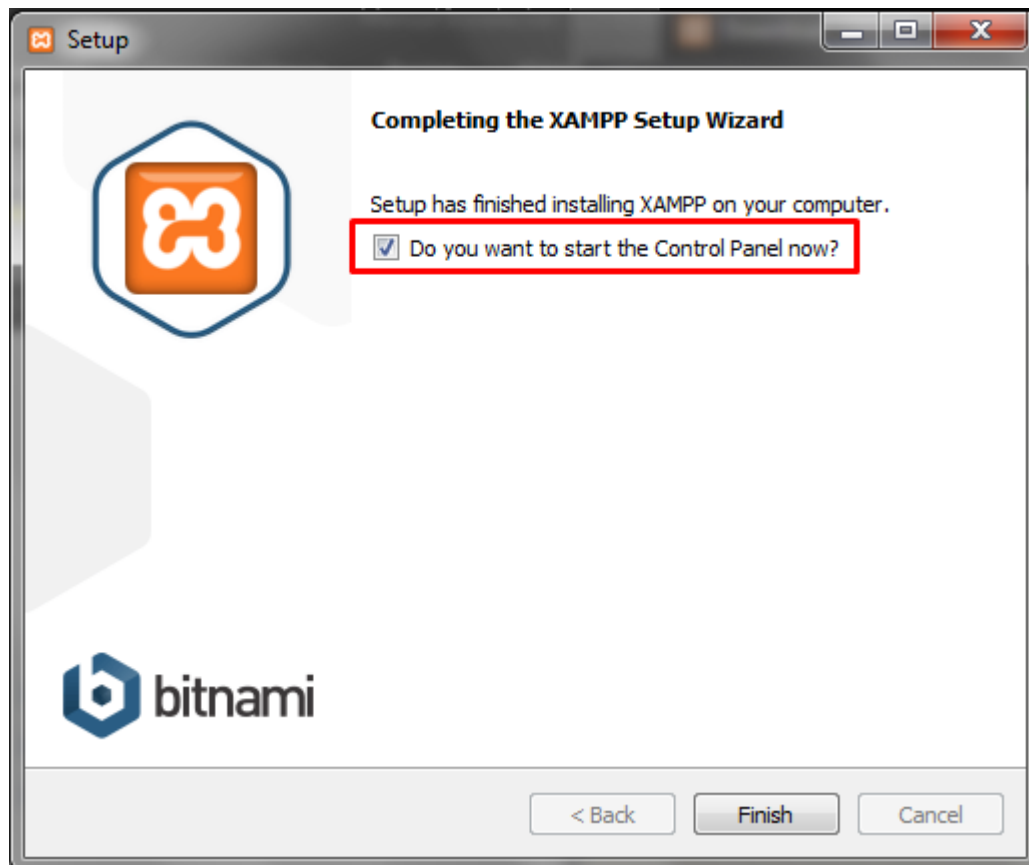 Setup
Completing the XAMPP Setup Wizard
Setup has finished installing XAMPP on your computer.
Do you want to start the Control Panel now?
bitnami
< Back
Finish
Cancel